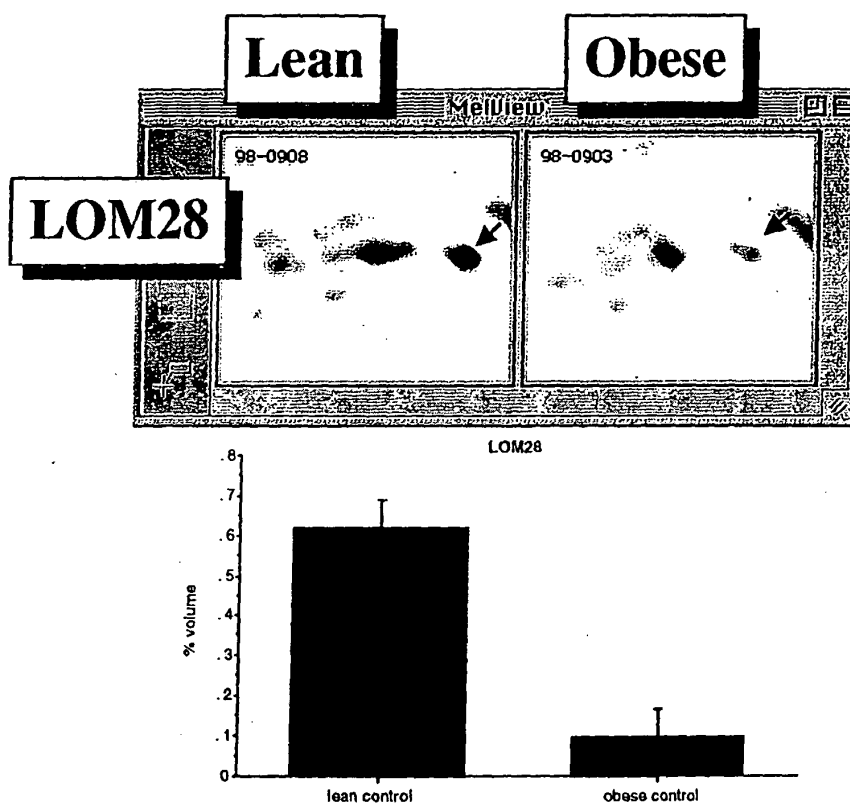 Lean Obese
MelView
98-0908 98-0903
LOM28
LOM28
.8
.7
.6
.5
.4
.3
.2
.1
0
% volume
lean control obese control